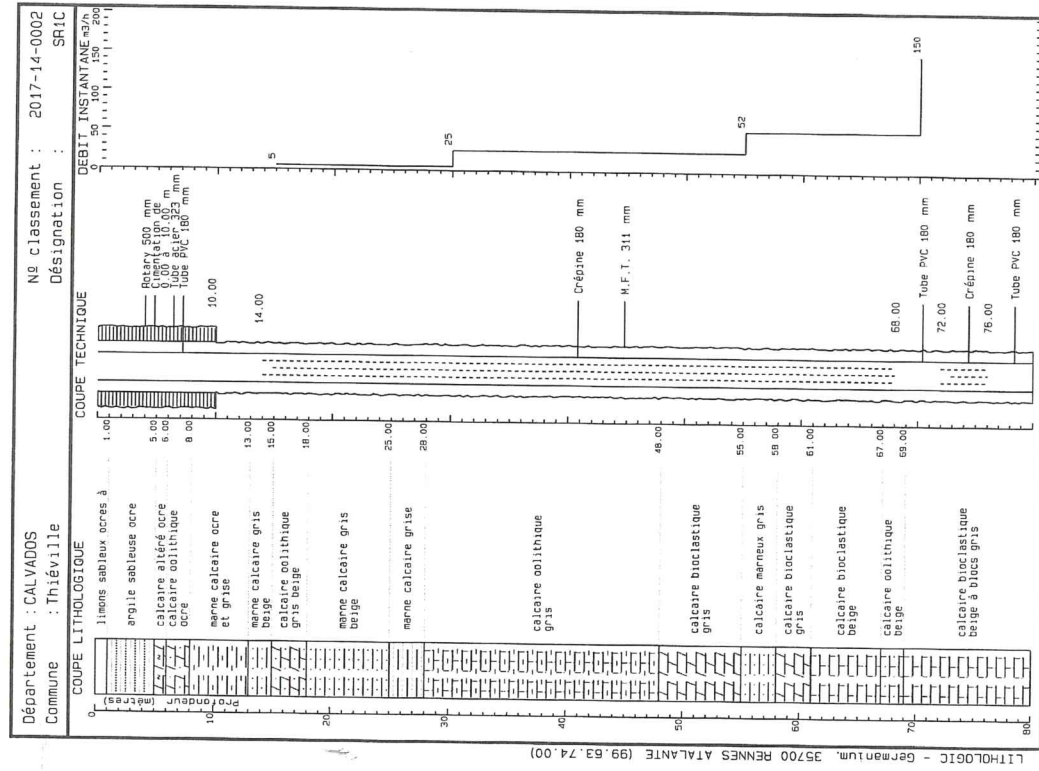 Département : CALVADOS
Commune : Thiéville
Nº classement : 2017-14-0002
Désignation : SR1C
COUPE LITHOLOGIQUE
COUPE TECHNIQUE
DEBIT INSTANTANE m3/h
0 50 100 150 200
Profondeur (mètres)
0
10
20
30
40
50
60
70
80
limons sableux ocres à
1.00
argile sableuse ocre
5.00
calcaire altéré ocre
6.00
calcaire oolithique
ocre
8.00
marne calcaire ocre
et grise
13.00
marne calcaire gris
beige
15.00
calcaire oolithique
gris beige
18.00
marne calcaire gris
beige
25.00
marne calcaire grise
28.00
calcaire oolithique
gris
48.00
calcaire bioclastique
gris
55.00
calcaire marneux gris
58.00
calcaire bioclastique
gris
61.00
calcaire bioclastique
beige
67.00
calcaire oolithique
beige
69.00
calcaire bioclastique
beige à blocs gris
Rotary 500 mm
Cimentation de
0.00 à 10.00 m
Tube acier 323 mm
Tube PVC 180 mm
10.00
14.00
Crépine 180 mm
M.F.T. 311 mm
68.00
Tube PVC 180 mm
72.00
Crépine 180 mm
76.00
Tube PVC 180 mm
5
25
52
150
LITHOLOGIC - Germanium. 35700 RENNES ATALANTE (99.63.74.00)